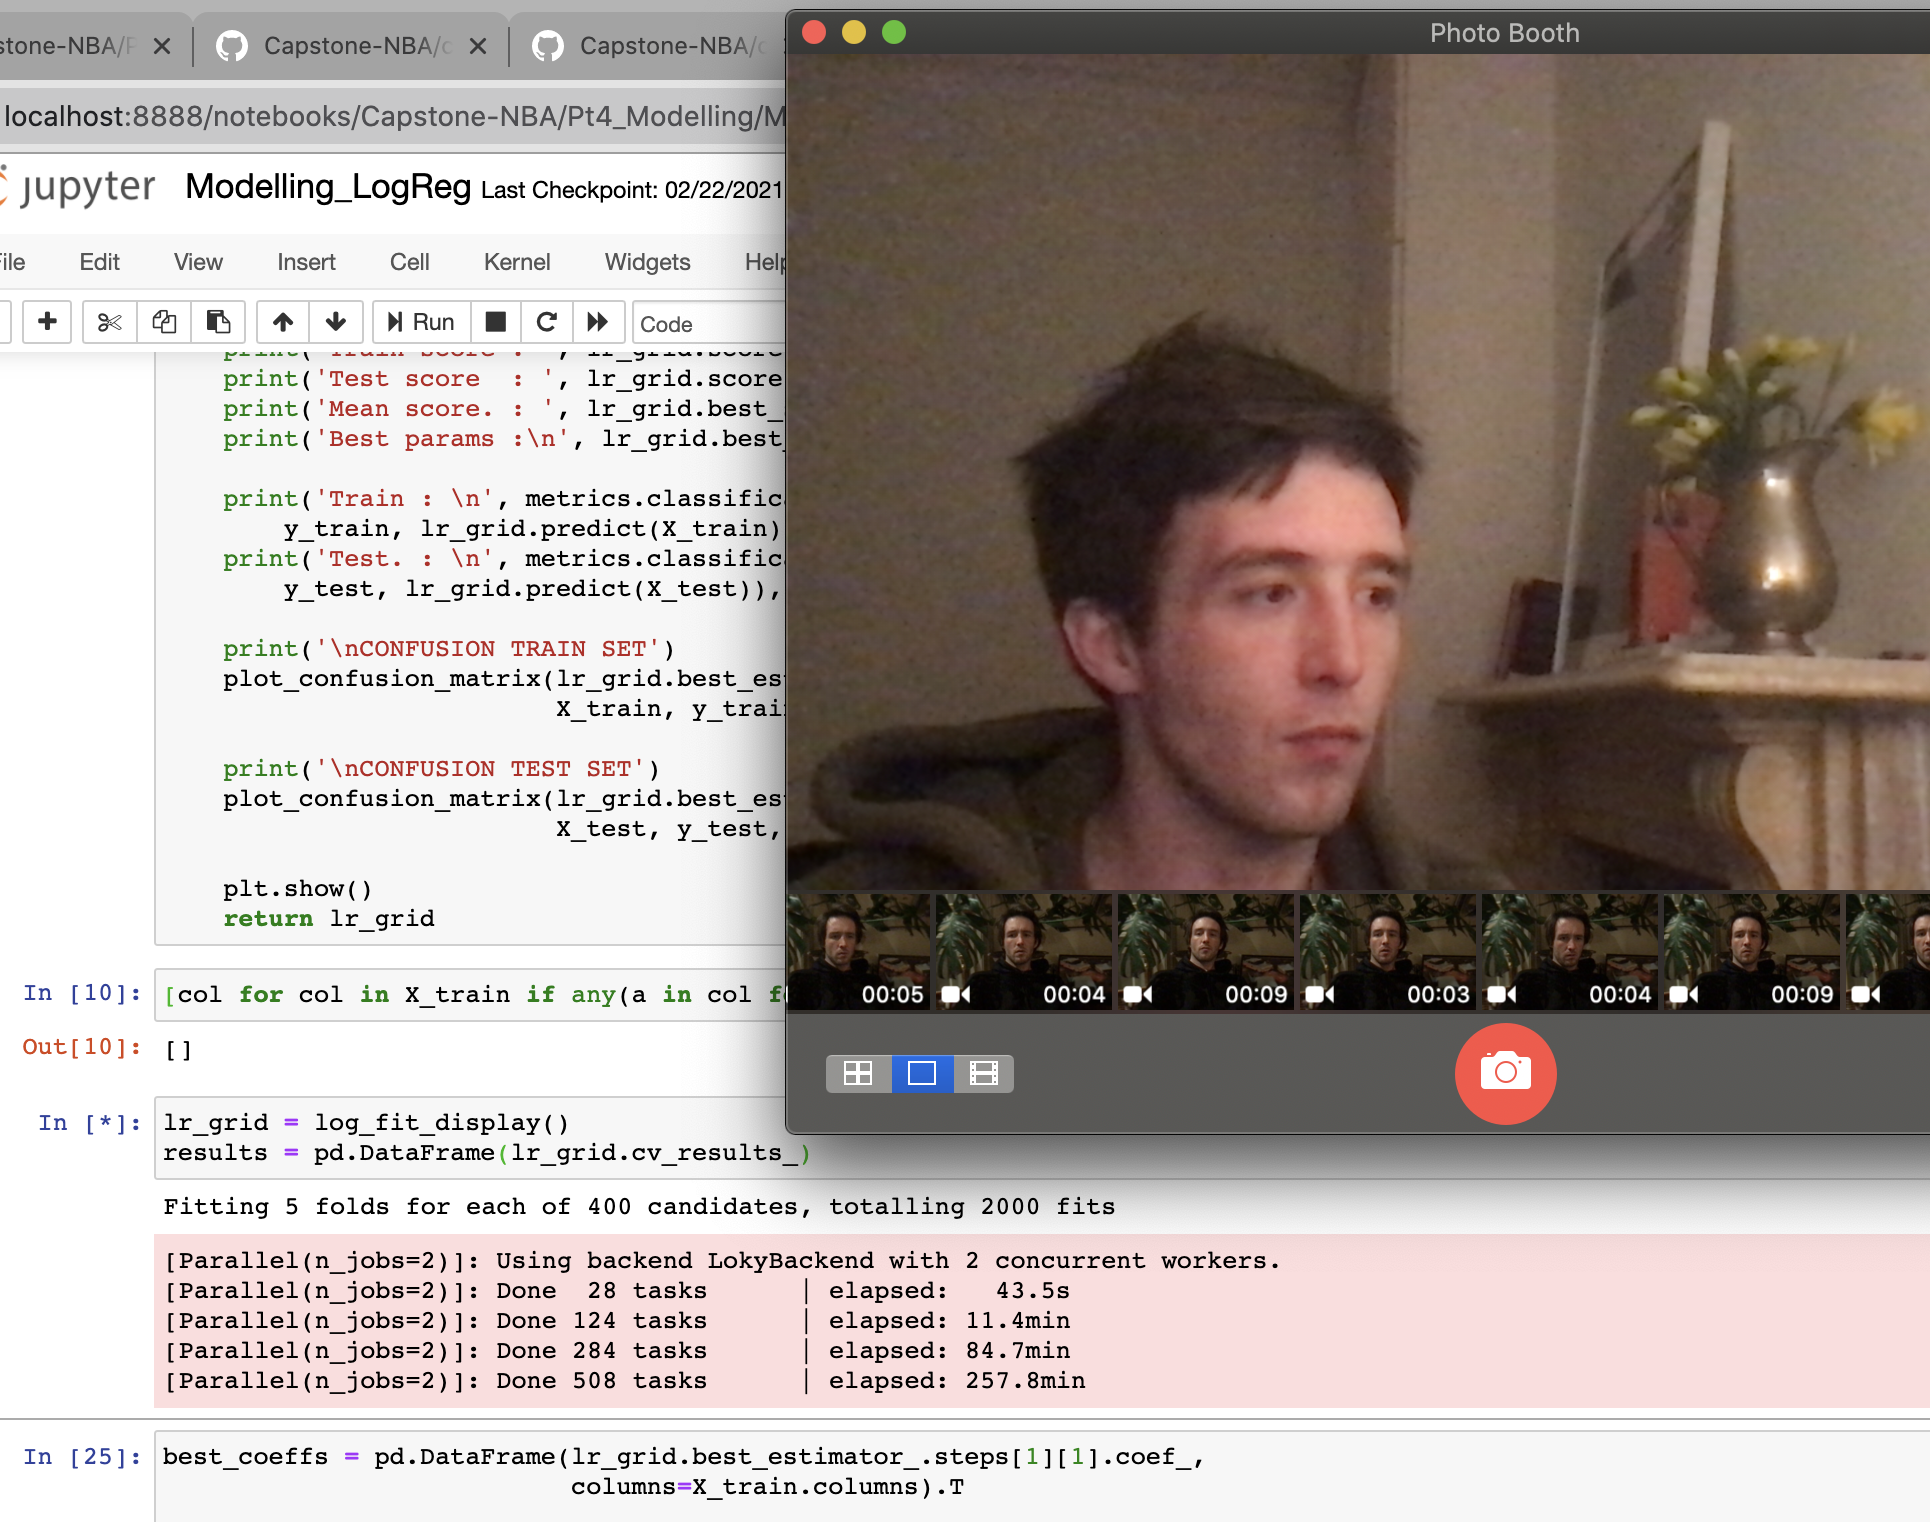 stone-NBA/
Capstone-NBA/
Capstone-NBA/
Photo Booth
localhost:8888/notebooks/Capstone-NBA/Pt4_Modelling/M
jupyter Modelling_LogReg Last Checkpoint: 02/22/2021
ile Edit View Insert Cell Kernel Widgets Help
Run Code
print('Train score : ', lr_grid.score
print('Test score  : ', lr_grid.score
print('Mean score. : ', lr_grid.best_
print('Best params :\n', lr_grid.best
print('Train : \n', metrics.classific
y_train, lr_grid.predict(X_train)
print('Test. : \n', metrics.classific
y_test, lr_grid.predict(X_test)),
print('\nCONFUSION TRAIN SET')
plot_confusion_matrix(lr_grid.best_es
X_train, y_trai
print('\nCONFUSION TEST SET')
plot_confusion_matrix(lr_grid.best_es
X_test, y_test,
plt.show()
return lr_grid
00:05 00:04 00:09 00:03 00:04 00:09
In [10]: [col for col in X_train if any(a in col f
Out[10]: []
In [*]: lr_grid = log_fit_display()
results = pd.DataFrame(lr_grid.cv_results_)
Fitting 5 folds for each of 400 candidates, totalling 2000 fits
[Parallel(n_jobs=2)]: Using backend LokyBackend with 2 concurrent workers.
[Parallel(n_jobs=2)]: Done  28 tasks      | elapsed:   43.5s
[Parallel(n_jobs=2)]: Done 124 tasks      | elapsed: 11.4min
[Parallel(n_jobs=2)]: Done 284 tasks      | elapsed: 84.7min
[Parallel(n_jobs=2)]: Done 508 tasks      | elapsed: 257.8min
In [25]: best_coeffs = pd.DataFrame(lr_grid.best_estimator_.steps[1][1].coef_,
columns=X_train.columns).T